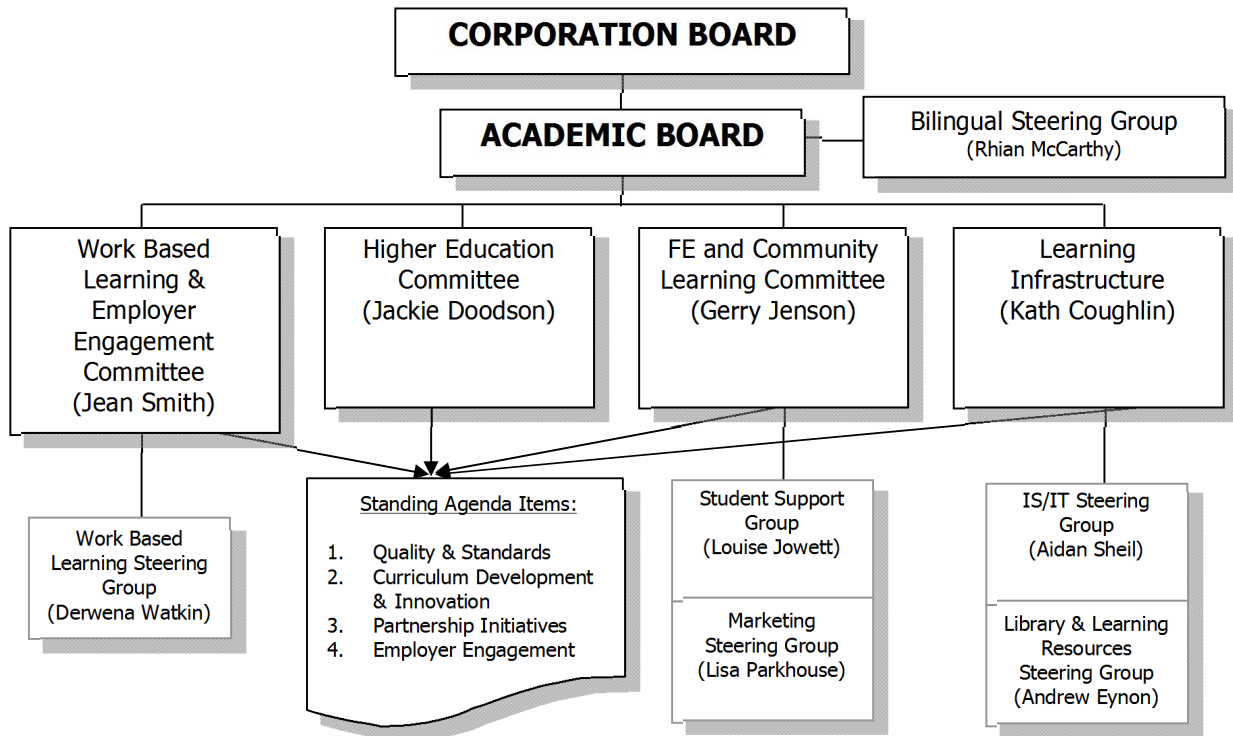 CORPORATION BOARD
ACADEMIC BOARD
Bilingual Steering Group
(Rhian McCarthy)
Work Based
Learning &
Employer
Engagement
Committee
(Jean Smith)
Higher Education
Committee
(Jackie Doodson)
FE and Community
Learning Committee
(Gerry Jenson)
Learning
Infrastructure
(Kath Coughlin)
Work Based
Learning Steering
Group
(Derwena Watkin)
Standing Agenda Items:
1. Quality & Standards
2. Curriculum Development
& Innovation
3. Partnership Initiatives
4. Employer Engagement
Student Support
Group
(Louise Jowett)
Marketing
Steering Group
(Lisa Parkhouse)
IS/IT Steering
Group
(Aidan Sheil)
Library & Learning
Resources
Steering Group
(Andrew Eynon)